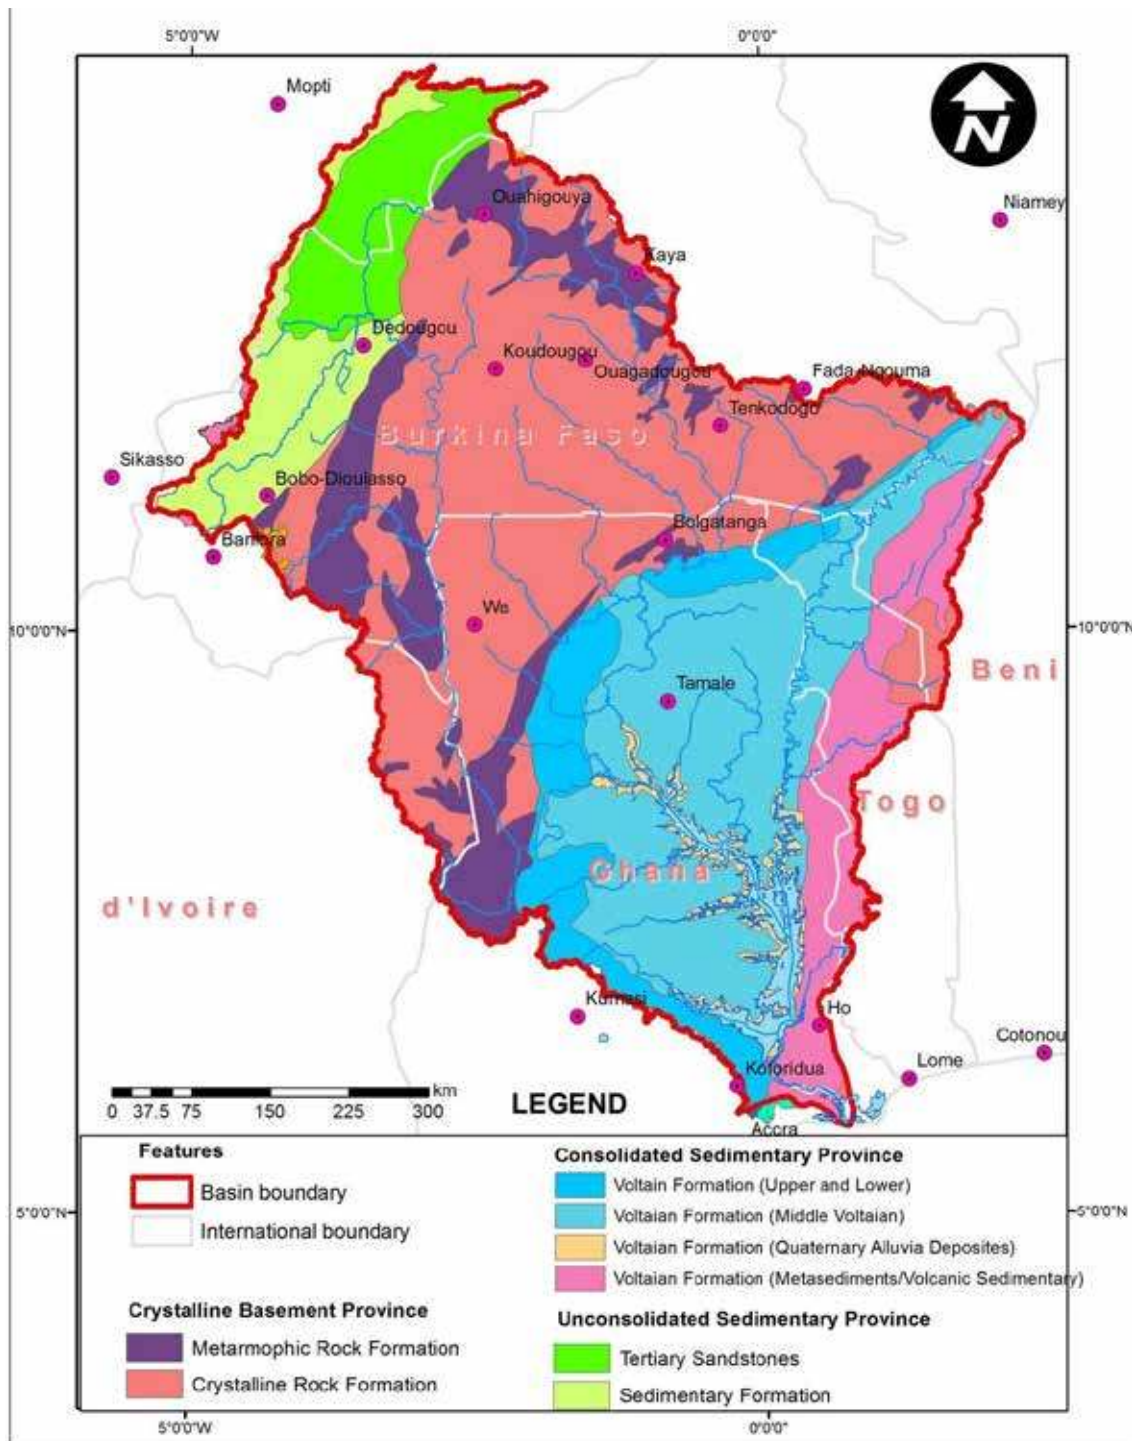 5°0'0"W 0°0'0"
Mopti
N
Niamey
Ouahigouya
Kaya
Dedougou
Koudougou
Ouagadougou
Fada-Ngouma
Tenkodogo
Burkina Faso
Sikasso
Bobo-Dioulasso
Bolgatanga
Banfora
Wa
10°0'0"N 10°0'0"N
Beni
Tamale
Togo
Ghana
d'Ivoire
Kumasi
Ho
Cotonou
Lome
Koforidua
km
0 37.5 75 150 225 300
LEGEND
Accra
Features
Basin boundary
International boundary
Crystalline Basement Province
Metarmophic Rock Formation
Crystalline Rock Formation
Consolidated Sedimentary Province
Voltain Formation (Upper and Lower)
Voltaian Formation (Middle Voltaian)
Voltaian Formation (Quaternary Alluvia Deposites)
Voltaian Formation (Metasediments/Volcanic Sedimentary)
Unconsolidated Sedimentary Province
Tertiary Sandstones
Sedimentary Formation
5°0'0"N 5°0'0"N
5°0'0"W 0°0'0"